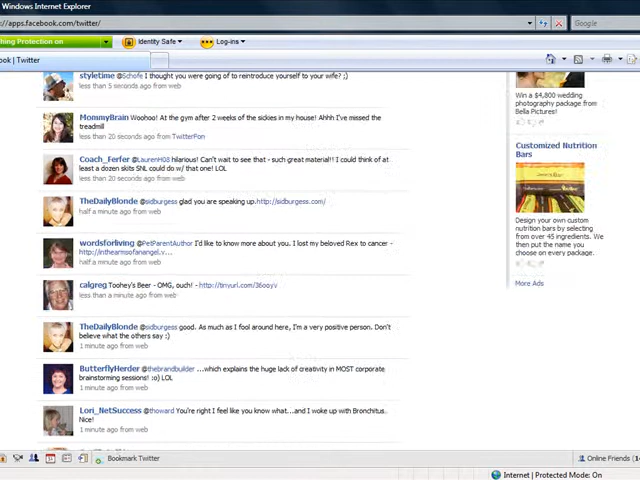 Windows Internet Explorer
://apps.facebook.com/twitter/
Google
hing Protection on
Identity Safe
Log-ins
ook | Twitter
styletime @Schofe I thought you were going to reintroduce yourself to your wife? ;)
less than 5 seconds ago from web
MommyBrain Woohoo! At the gym after 2 weeks of the sickies in my house! Ahhh I've missed the
treadmill
less than 20 seconds ago from TwitterFon
Coach_Ferfer @LaurenH08 hilarious! Can't wait to see that - such great material!! I could think of at
least a dozen skits SNL could do w/ that one! LOL
less than 20 seconds ago from web
TheDailyBlonde @sidburgess glad you are speaking up.http://sidburgess.com/
half a minute ago from web
wordsforliving @PetParentAuthor I'd like to know more about you. I lost my beloved Rex to cancer -
http://inthearmsofanangel.v...
half a minute ago from web
calgreg Toohey's Beer - OMG, ouch! - http://tinyurl.com/36ooyv
less than a minute ago from web
TheDailyBlonde @sidburgess good. As much as I fool around here, I'm a very positive person. Don't
believe what the others say :)
1 minute ago from web
ButterflyHerder @thebrandbuilder ...which explains the huge lack of creativity in MOST corporate
brainstorming sessions! :o) LOL
1 minute ago from web
Lori_NetSuccess @thoward You're right I feel like you know what...and I woke up with Bronchitus.
Nice!
1 minute ago from web
Win a $4,800 wedding
photography package from
Bella Pictures!
Customized Nutrition
Bars
Design your own custom
nutrition bars by selecting
from over 45 ingredients. We
then put the name you
choose on every package.
More Ads
Bookmark Twitter
Online Friends (1
Internet | Protected Mode: On